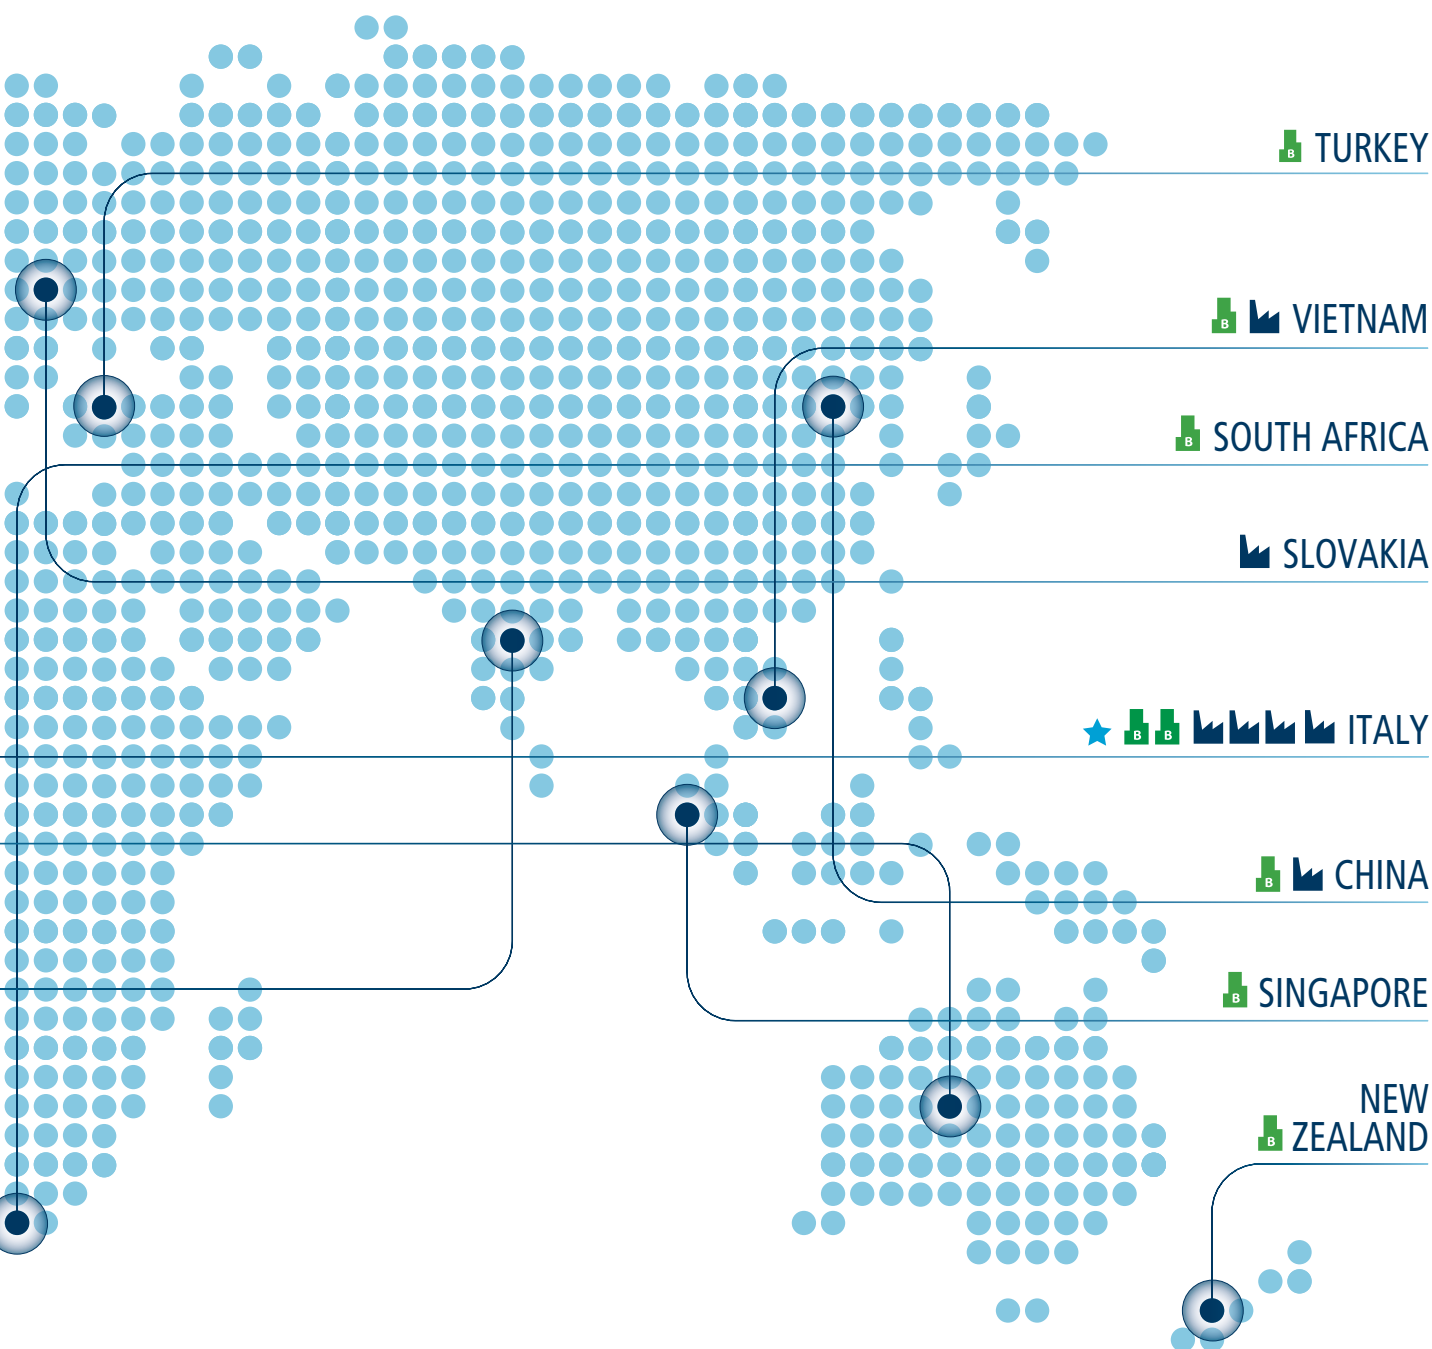 B TURKEY
B VIETNAM
B SOUTH AFRICA
SLOVAKIA
B B ITALY
B CHINA
B SINGAPORE
NEW
B ZEALAND